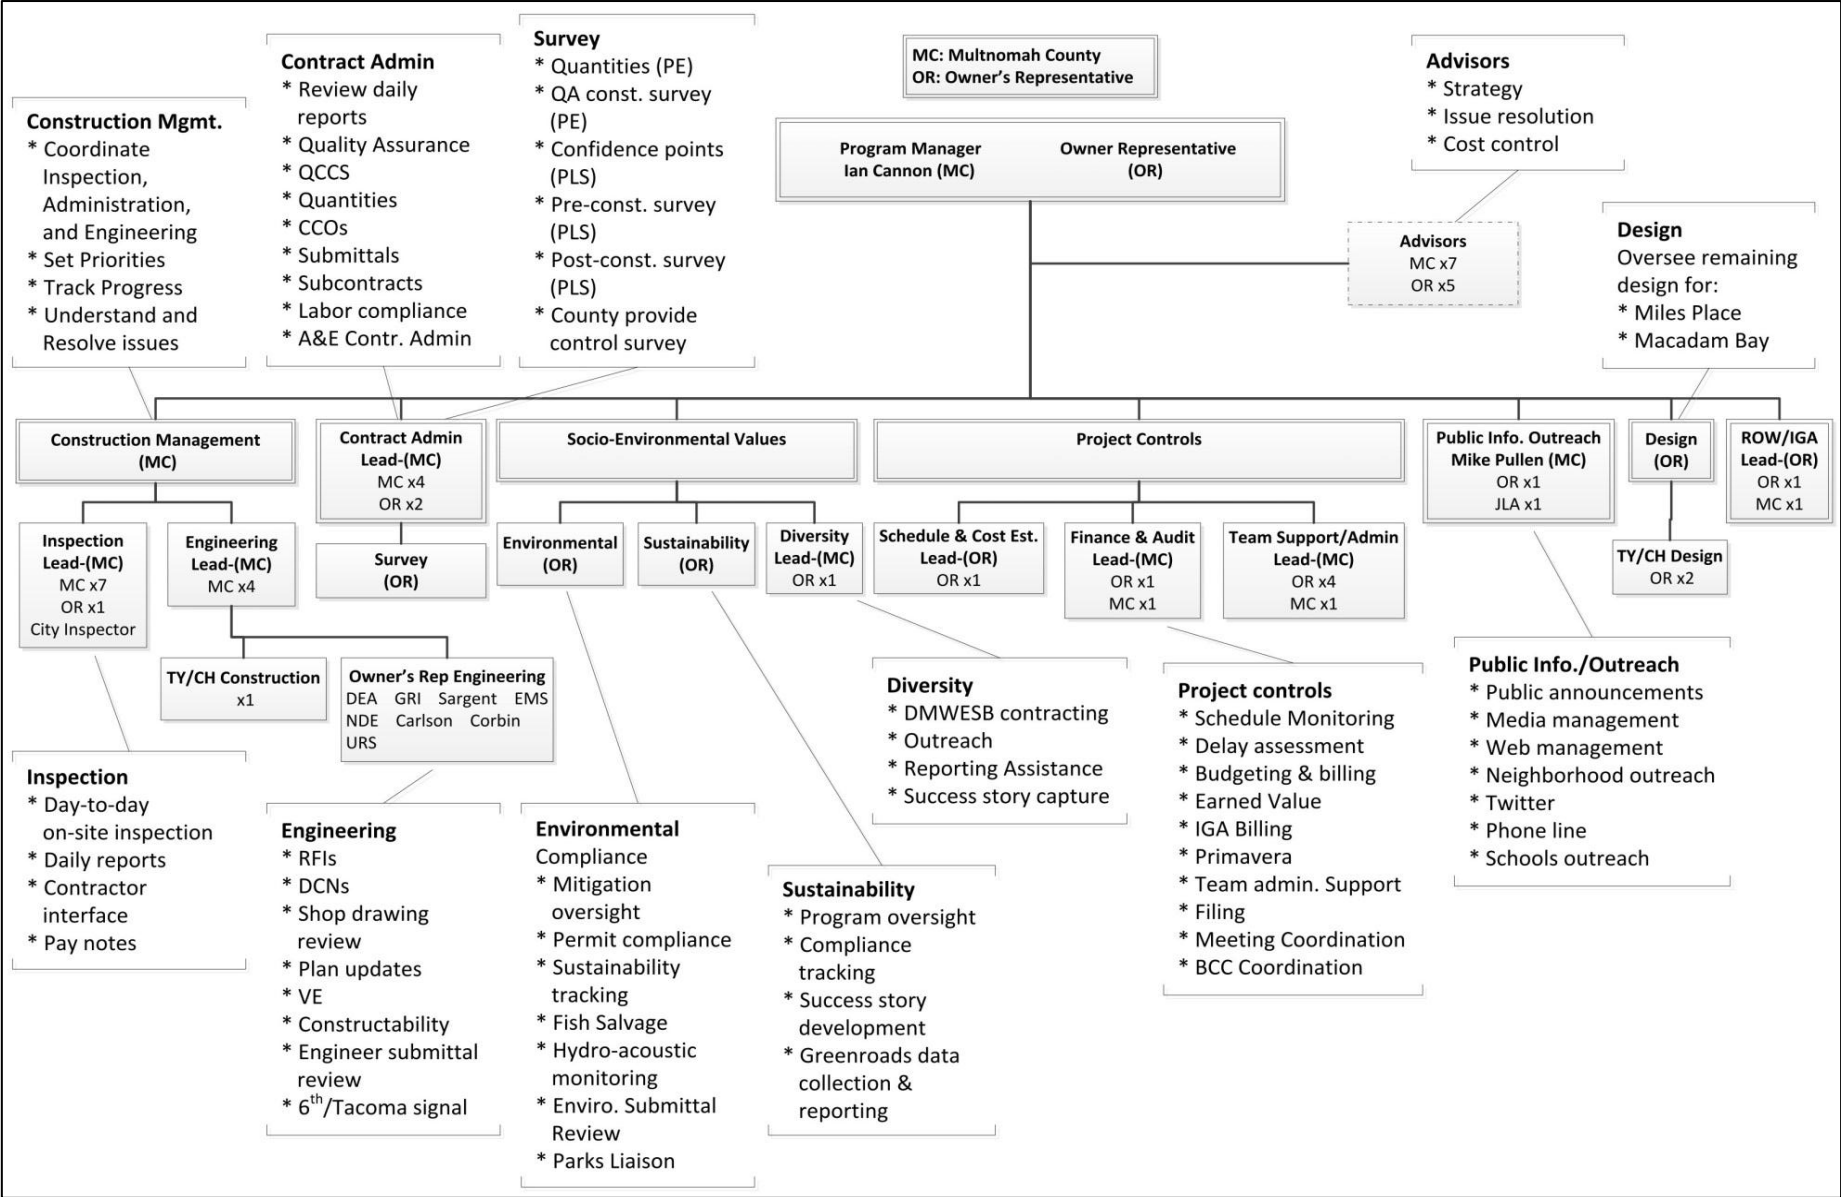 Construction Mgmt.
* Coordinate
Inspection,
Administration,
and Engineering
* Set Priorities
* Track Progress
* Understand and
Resolve issues
Contract Admin
* Review daily
reports
* Quality Assurance
* QCCS
* Quantities
* CCOs
* Submittals
* Subcontracts
* Labor compliance
* A&E Contr. Admin
Survey
* Quantities (PE)
* QA const. survey
(PE)
* Confidence points
(PLS)
* Pre-const. survey
(PLS)
* Post-const. survey
(PLS)
* County provide
control survey
MC: Multnomah County
OR: Owner's Representative
Program Manager
Ian Cannon (MC)
Owner Representative
(OR)
Advisors
* Strategy
* Issue resolution
* Cost control
Advisors
MC x7
OR x5
Design
Oversee remaining
design for:
* Miles Place
* Macadam Bay
Construction Management
(MC)
Contract Admin
Lead-(MC)
MC x4
OR x2
Socio-Environmental Values
Project Controls
Public Info. Outreach
Mike Pullen (MC)
OR x1
JLA x1
Design
(OR)
ROW/IGA
Lead-(OR)
OR x1
MC x1
Inspection
Lead-(MC)
MC x7
OR x1
City Inspector
Engineering
Lead-(MC)
MC x4
Survey
(OR)
Environmental
(OR)
Sustainability
(OR)
Diversity
Lead-(MC)
OR x1
Schedule & Cost Est.
Lead-(OR)
OR x1
Finance & Audit
Lead-(MC)
OR x1
MC x1
Team Support/Admin
Lead-(MC)
OR x4
MC x1
TY/CH Design
OR x2
TY/CH Construction
x1
Owner's Rep Engineering
DEA GRI Sargent EMS
NDE Carlson Corbin
URS
Inspection
* Day-to-day
on-site inspection
* Daily reports
* Contractor
interface
* Pay notes
Engineering
* RFIs
* DCNs
* Shop drawing
review
* Plan updates
* VE
* Constructability
* Engineer submittal
review
* 6th/Tacoma signal
Environmental
Compliance
* Mitigation
oversight
* Permit compliance
* Sustainability
tracking
* Fish Salvage
* Hydro-acoustic
monitoring
* Enviro. Submittal
Review
* Parks Liaison
Sustainability
* Program oversight
* Compliance
tracking
* Success story
development
* Greenroads data
collection &
reporting
Diversity
* DMWESB contracting
* Outreach
* Reporting Assistance
* Success story capture
Project controls
* Schedule Monitoring
* Delay assessment
* Budgeting & billing
* Earned Value
* IGA Billing
* Primavera
* Team admin. Support
* Filing
* Meeting Coordination
* BCC Coordination
Public Info./Outreach
* Public announcements
* Media management
* Web management
* Neighborhood outreach
* Twitter
* Phone line
* Schools outreach